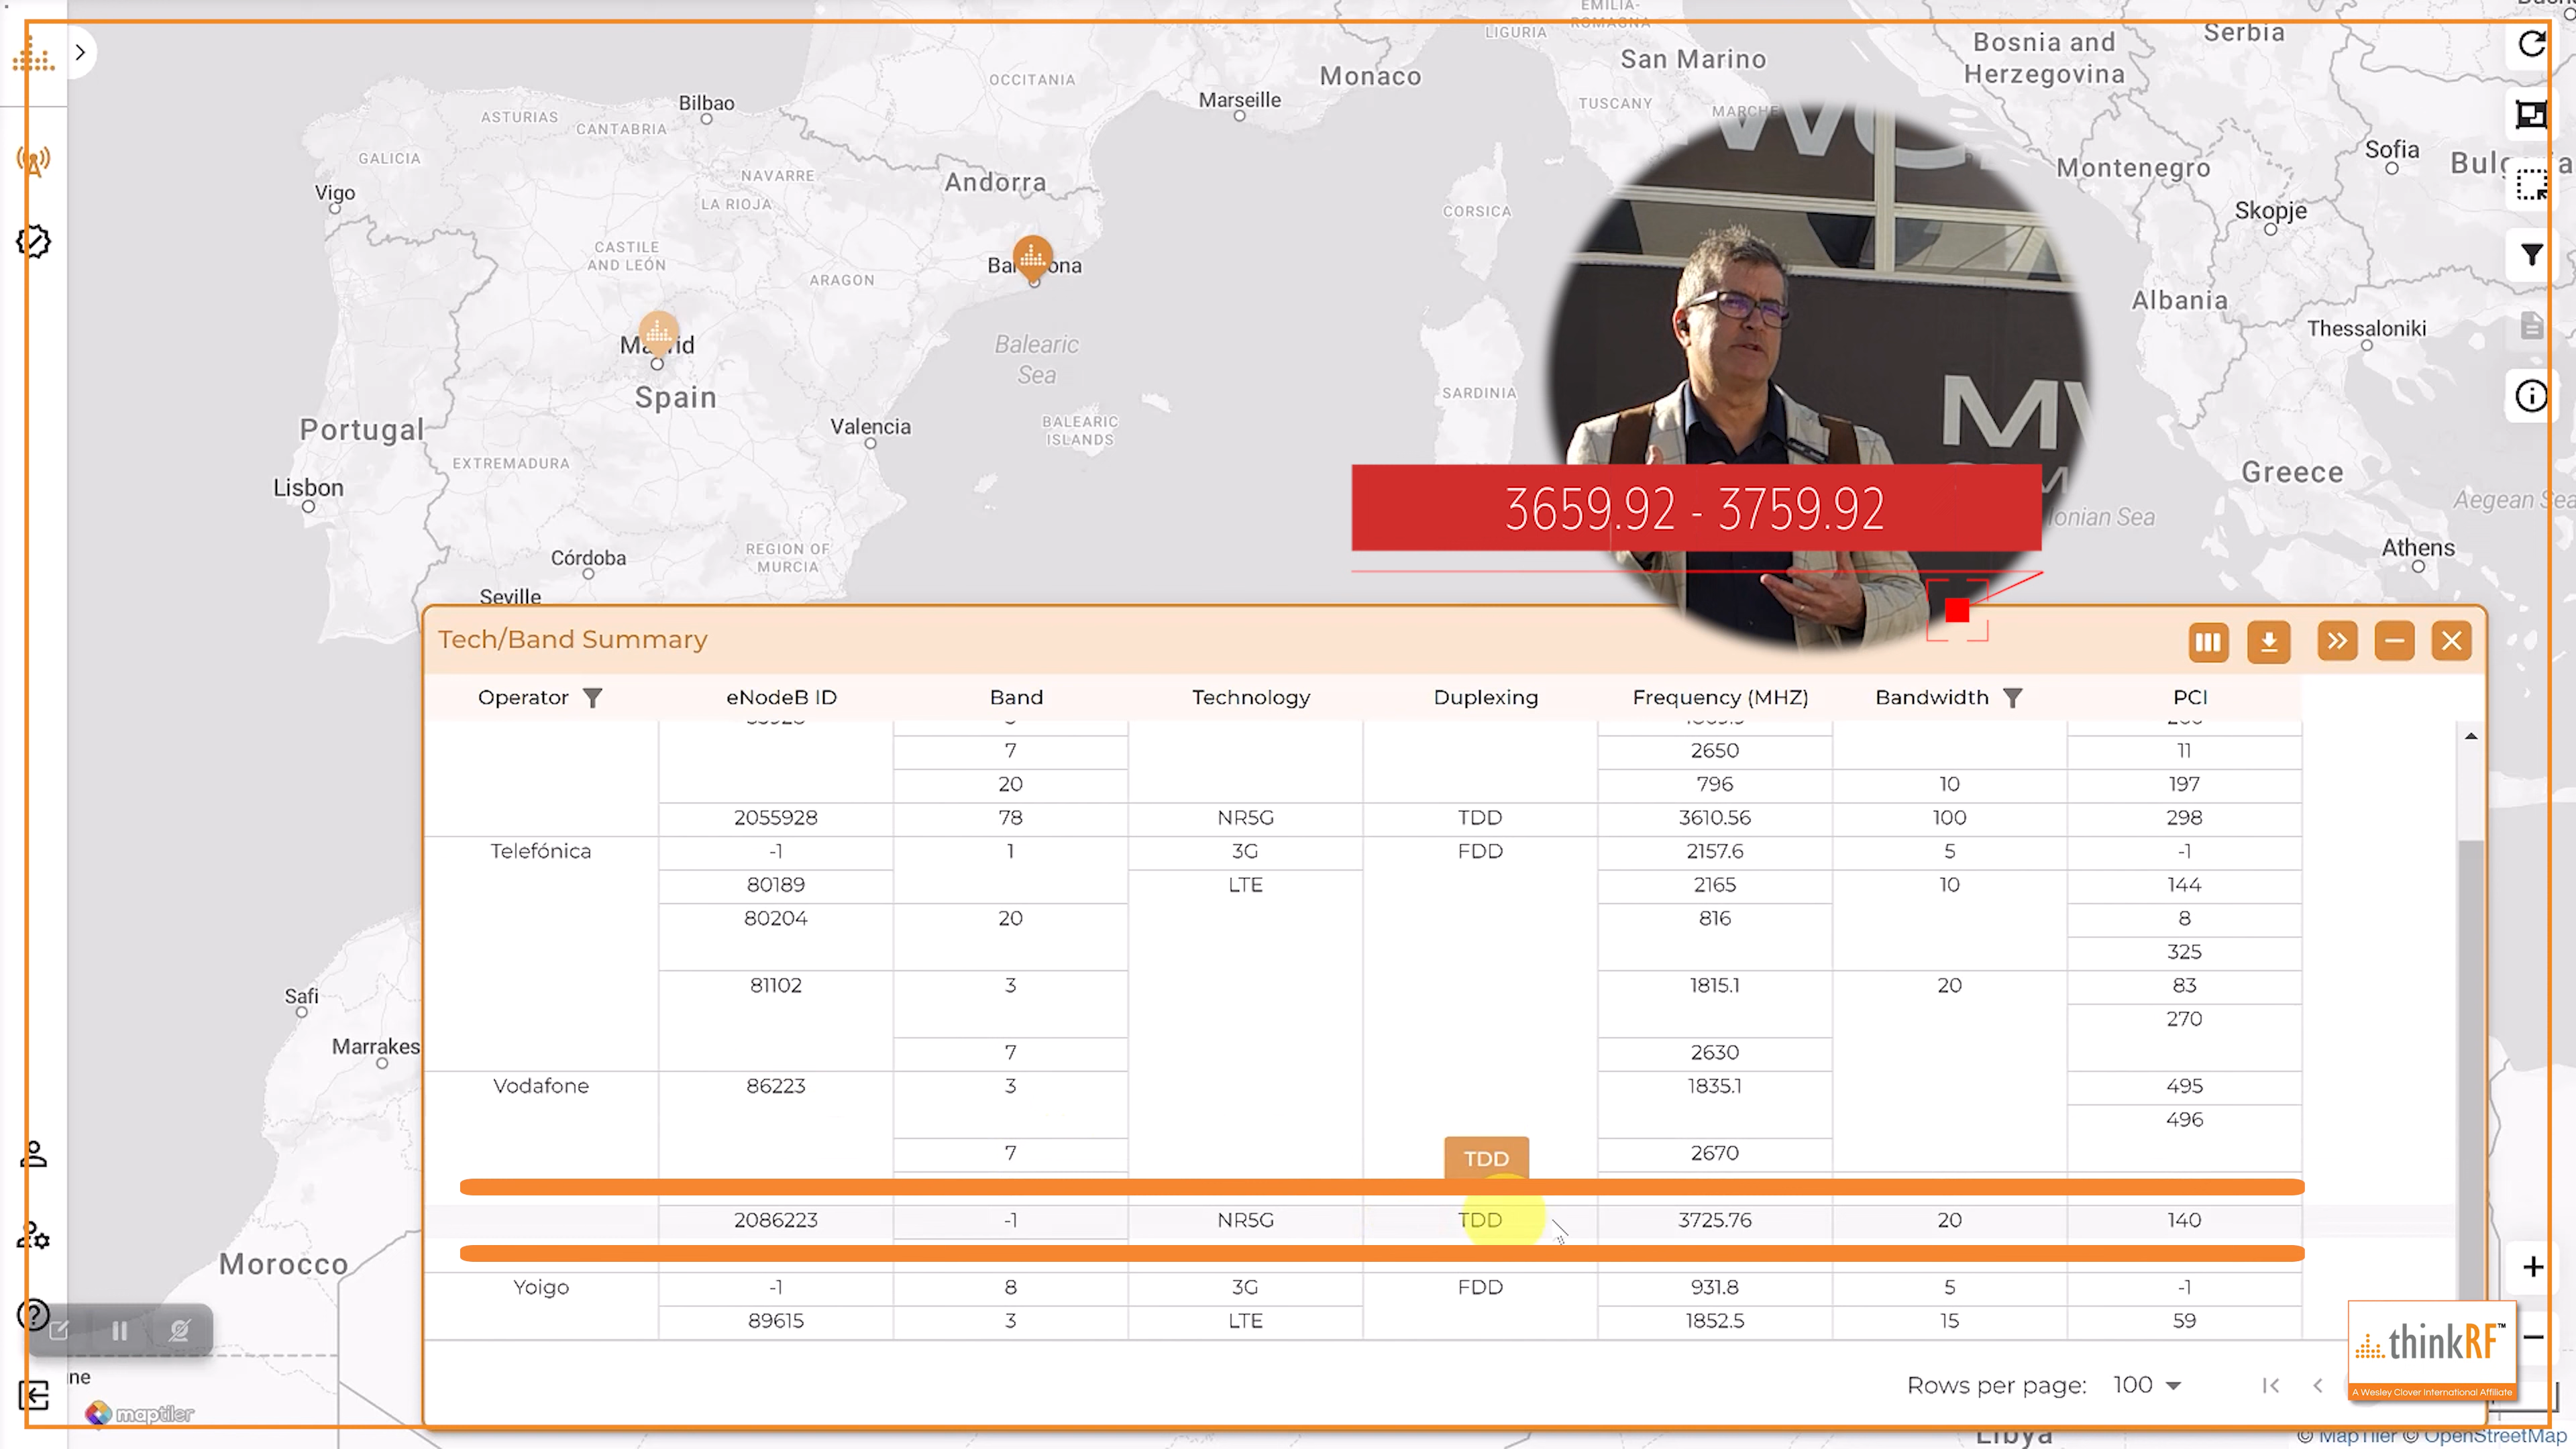 EMILIA-
ROMAGNA
LIGURIA
San Marino
Bosnia and
Herzegovina
Serbia
OCCITANIA
Monaco
Bilbao
Marseille
TUSCANY
MARCHE
ASTURIAS
CANTABRIA
GALICIA
NAVARRE
Andorra
LA RIOJA
Vigo
Montenegro
Sofia
Skopje
CORSICA
CASTILE
AND LEÓN
ARAGON
Albania
Thessaloniki
Madrid
Balearic
Sea
Spain
SARDINIA
Portugal
Valencia
BALEARIC
ISLANDS
EXTREMADURA
Greece
Lisbon
3659.92 - 3759.92
Ionian Sea
Aegean Sea
Córdoba
REGION OF
MURCIA
Athens
Seville
Tech/Band Summary
Operator eNodeB ID Band Technology Duplexing Frequency (MHZ) Bandwidth PCI
7 2650 11
20 796 10 197
2055928 78 NR5G TDD 3610.56 100 298
Telefónica -1 1 3G FDD 2157.6 5 -1
80189 LTE 2165 10 144
80204 20 816 8
325
81102 3 1815.1 20 83
270
7 2630
Vodafone 86223 3 1835.1 495
496
7 2670
TDD
2086223 -1 NR5G TDD 3725.76 20 140
Yoigo -1 8 3G FDD 931.8 5 -1
89615 3 LTE 1852.5 15 59
Rows per page: 100
Safi
Marrakes
Morocco
maptiler
thinkRF™
A Wesley Clover International Affiliate
Libya
© MapTiler © OpenStreetMap